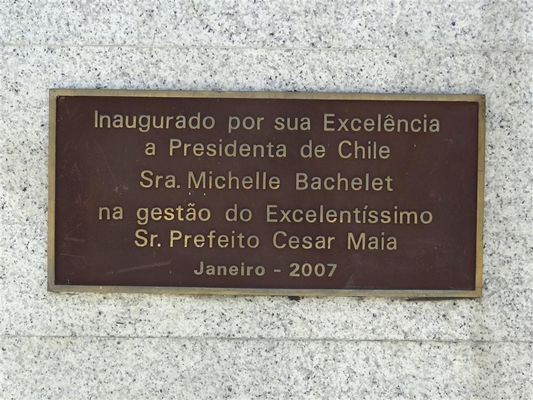 Inaugurado por sua Excelência
a Presidenta de Chile
Sra. Michelle Bachelet
na gestão do Excelentíssimo
Sr. Prefeito Cesar Maia
Janeiro - 2007